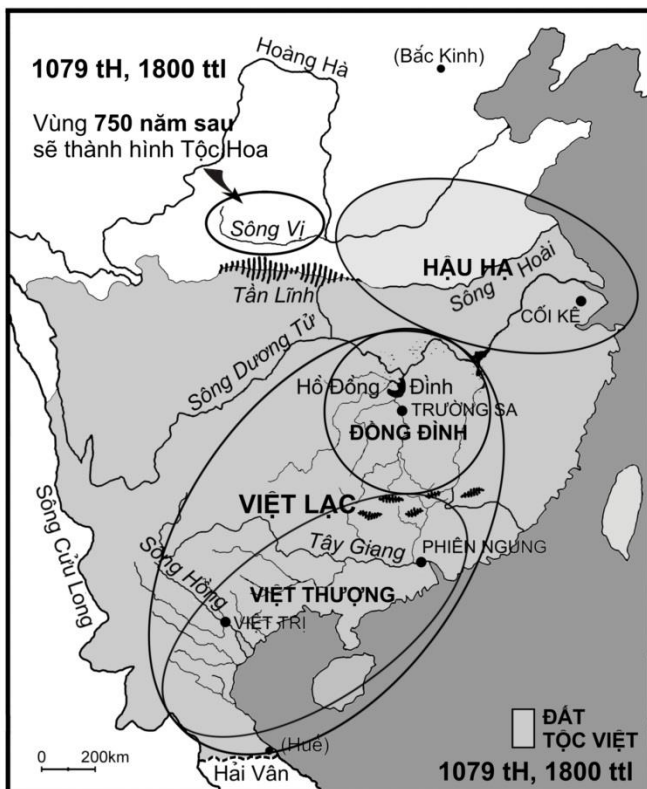 1079 tH, 1800 ttl
Vùng 750 năm sau
sẽ thành hình Tộc Hoa
Hoàng Hà
(Bắc Kinh)
Sông Vị
Tần Lĩnh
HẬU HẠ
Sông Hoài
CỐI KÊ
Sông Dương Tử
Hồ Động Đình
TRƯỜNG SA
ĐỘNG ĐÌNH
VIỆT LẠC
Sông Cửu Long
Sông Hồng
Tây Giang
PHIÊN NGUNG
VIỆT THƯỢNG
VIỆT TRỊ
(Huế)
Hải Vân
0 200km
ĐẤT
TỘC VIỆT
1079 tH, 1800 ttl